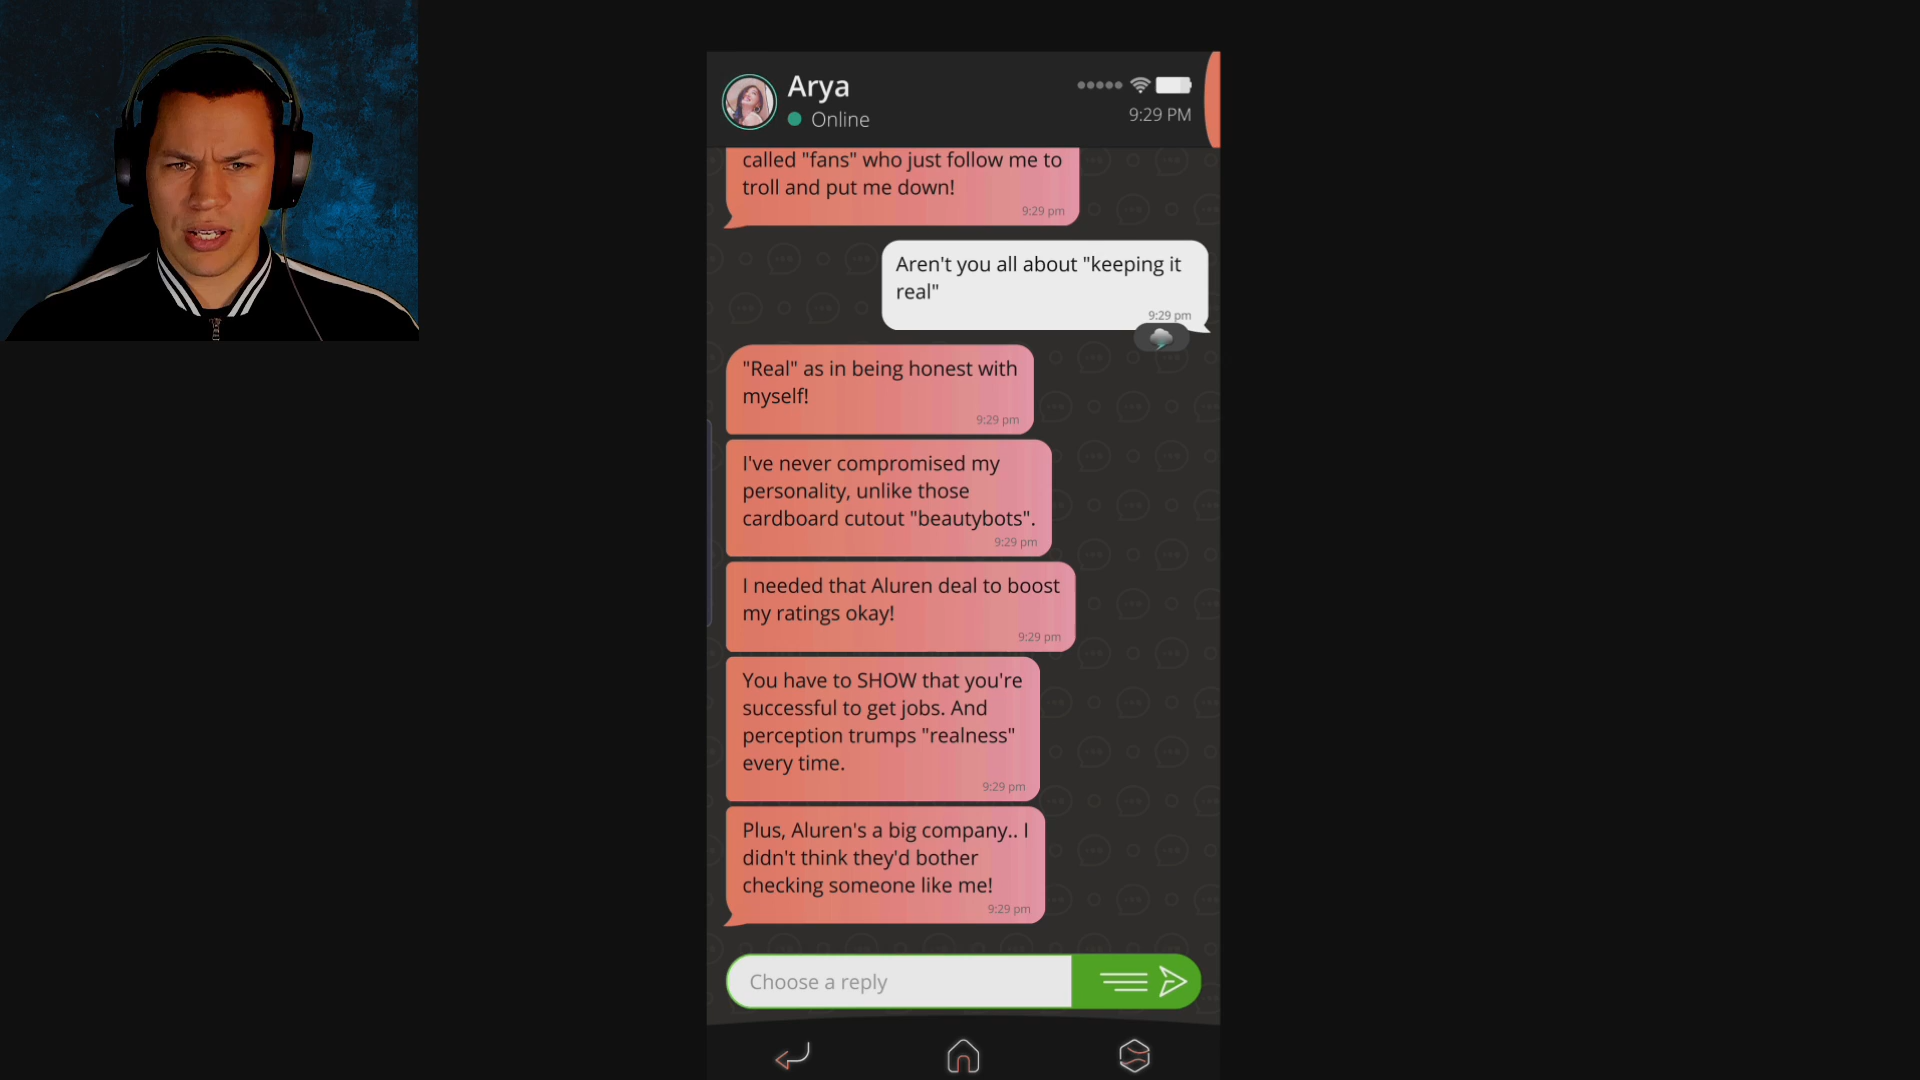 Arya
Online
9:29 PM
called "fans" who just follow me to
troll and put me down!
9:29 pm
Aren't you all about "keeping it
real"
9:29 pm
"Real" as in being honest with
myself!
9:29 pm
I've never compromised my
personality, unlike those
cardboard cutout "beautybots".
9:29 pm
I needed that Aluren deal to boost
my ratings okay!
9:29 pm
You have to SHOW that you're
successful to get jobs. And
perception trumps "realness"
every time.
9:29 pm
Plus, Aluren's a big company.. I
didn't think they'd bother
checking someone like me!
9:29 pm
Choose a reply